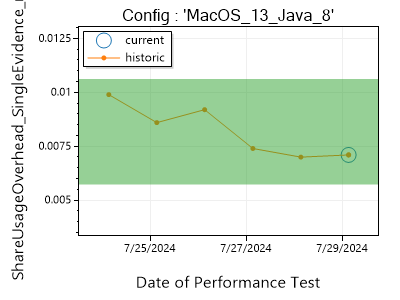 Config : 'MacOS_13_Java_8'
current
historic
0.0125
0.01
0.0075
0.005
ShareUsageOverhead_SingleEvidence_
7/25/2024
7/27/2024
7/29/2024
Date of Performance Test